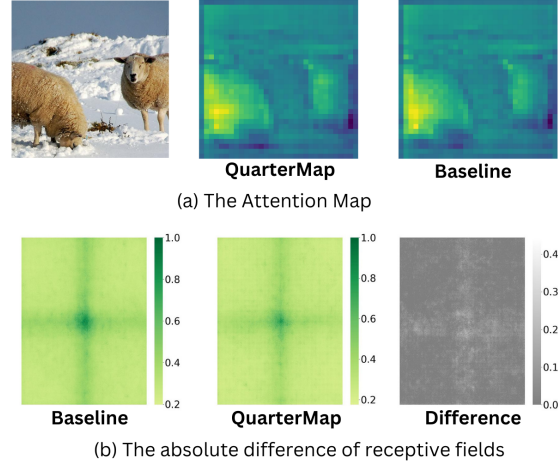 QuarterMap
Baseline
(a) The Attention Map
1.0
0.8
0.6
0.4
0.2
1.0
0.8
0.6
0.4
0.2
0.4
0.3
0.2
0.1
0.0
Baseline
QuarterMap
Difference
(b) The absolute difference of receptive fields